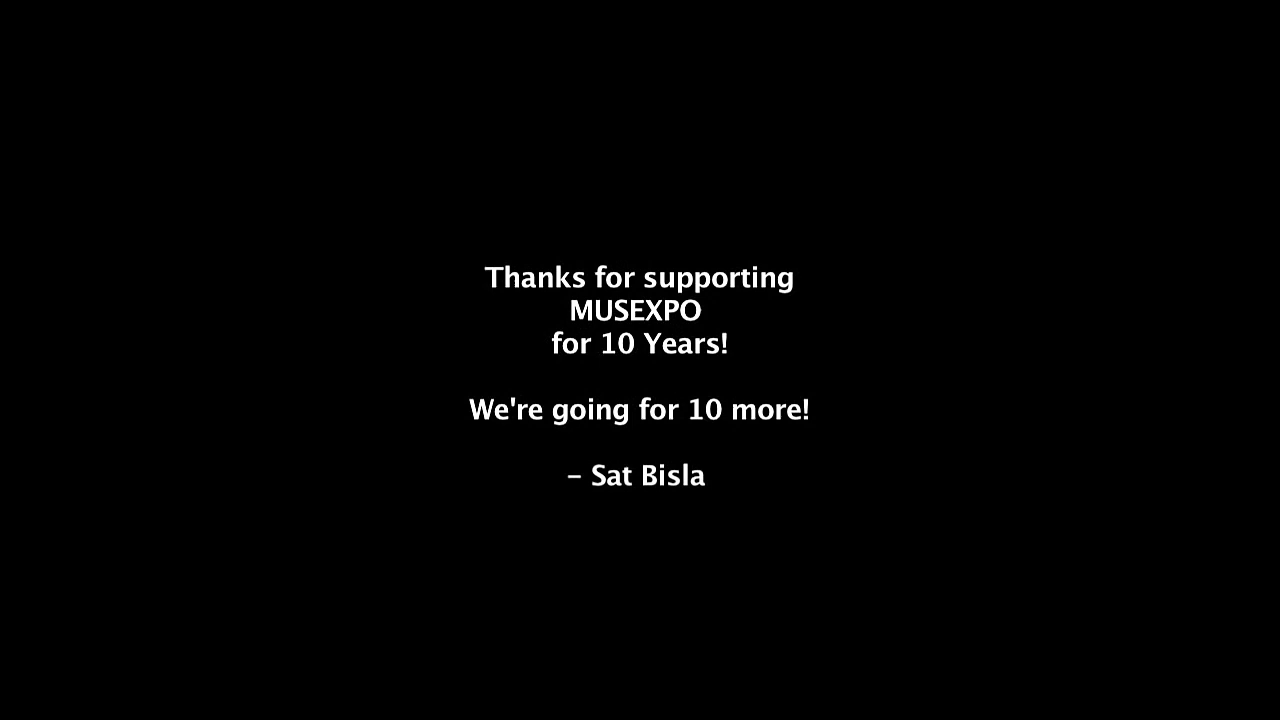 Thanks for supporting
MUSEXPO
for 10 Years!
We're going for 10 more!
– Sat Bisla